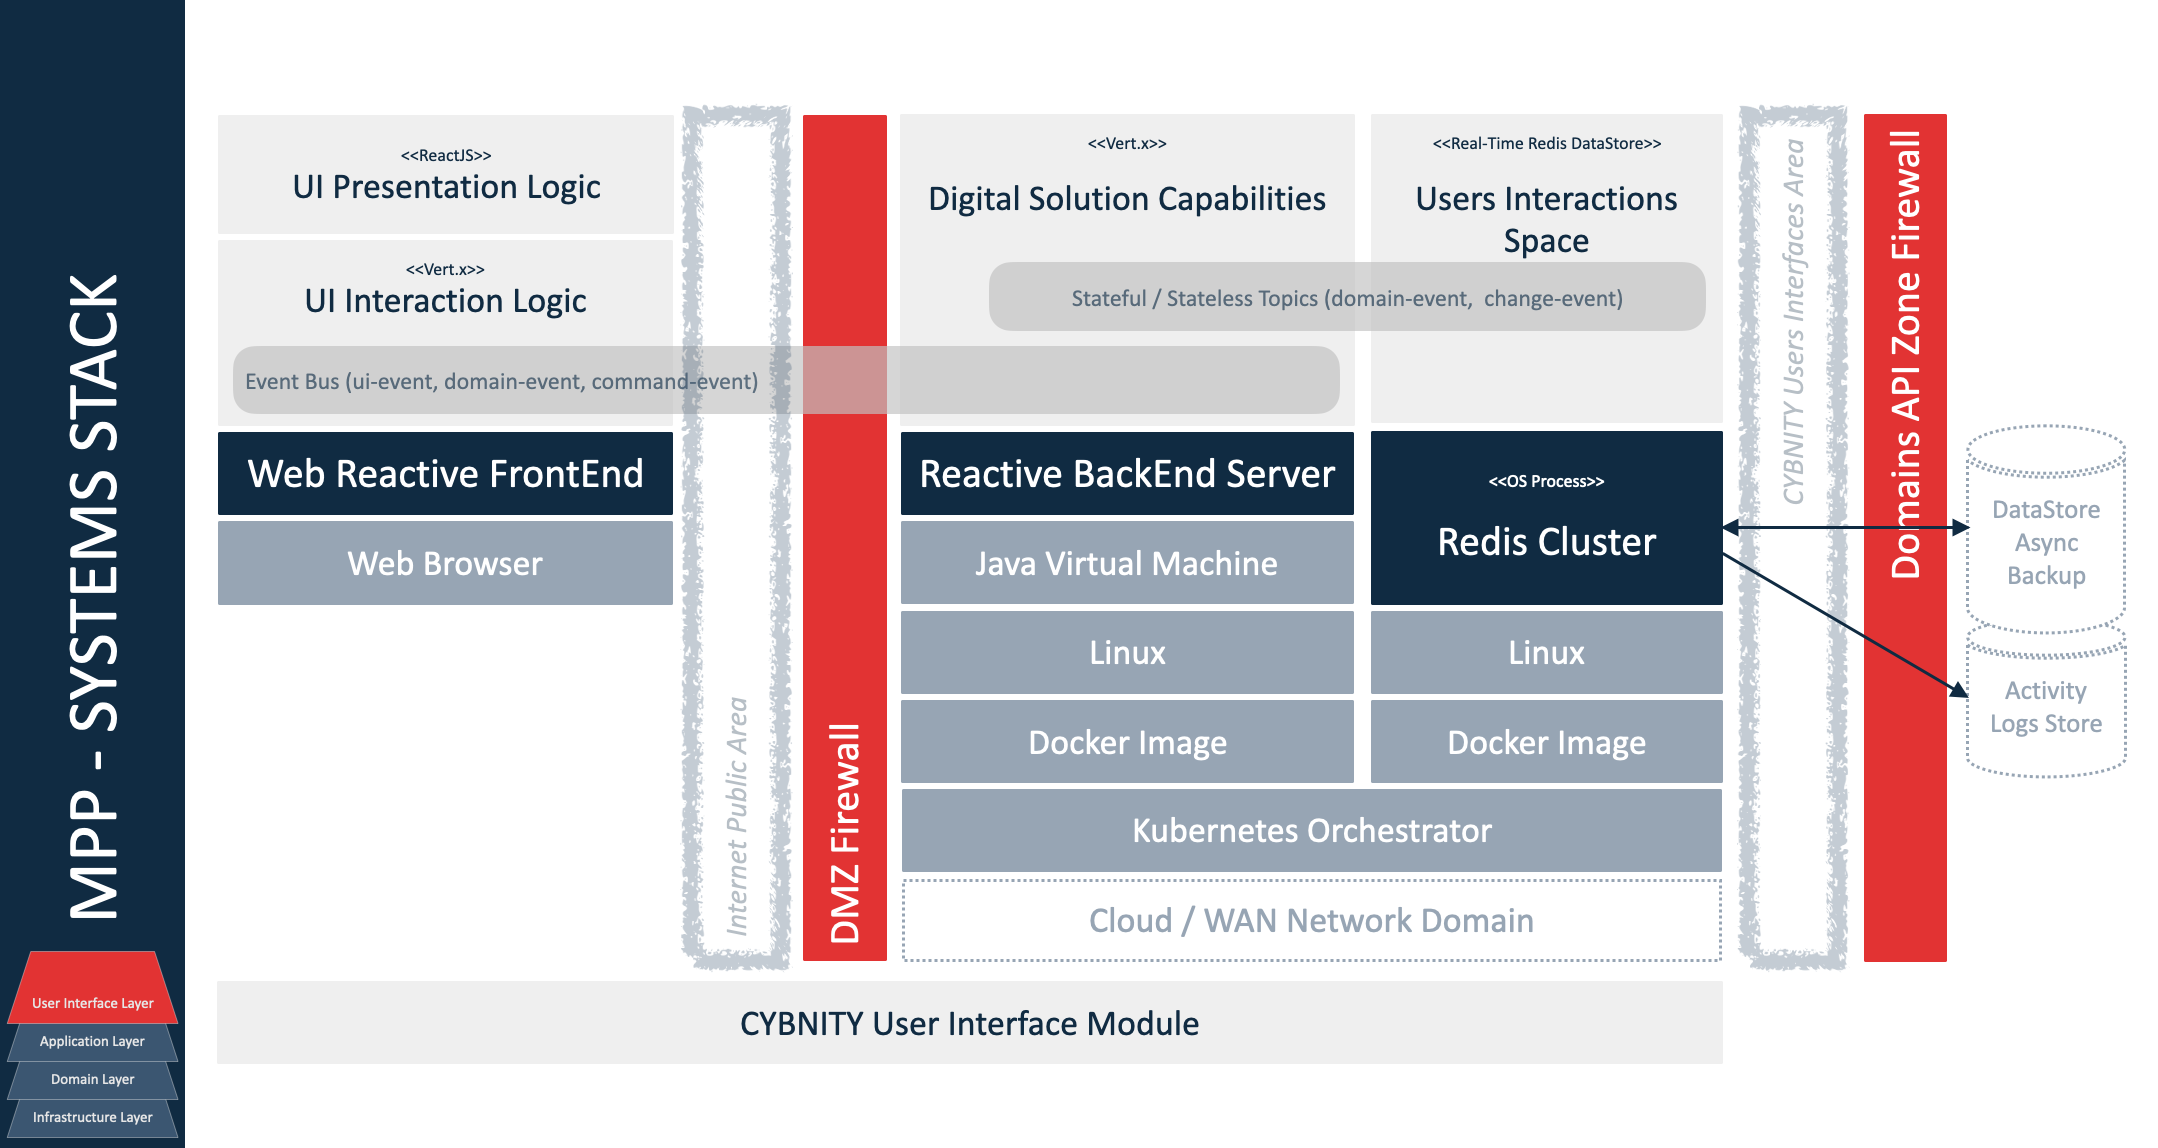 MPP - SYSTEMS STACK
User Interface Layer
Application Layer
Domain Layer
Infrastructure Layer
<<ReactJS>>
UI Presentation Logic
<<Vert.x>>
UI Interaction Logic
Event Bus (ui-event, domain-event, command-event)
Web Reactive FrontEnd
Web Browser
Internet Public Area
DMZ Firewall
<<Vert.x>>
Digital Solution Capabilities
<<Real-Time Redis DataStore>>
Users Interactions
Space
Stateful / Stateless Topics (domain-event,  change-event)
Reactive BackEnd Server
Java Virtual Machine
Linux
Docker Image
<<OS Process>>
Redis Cluster
Linux
Docker Image
Kubernetes Orchestrator
Cloud / WAN Network Domain
CYBNITY Users Interfaces Area
Domains API Zone Firewall
DataStore
Async
Backup
Activity
Logs Store
CYBNITY User Interface Module